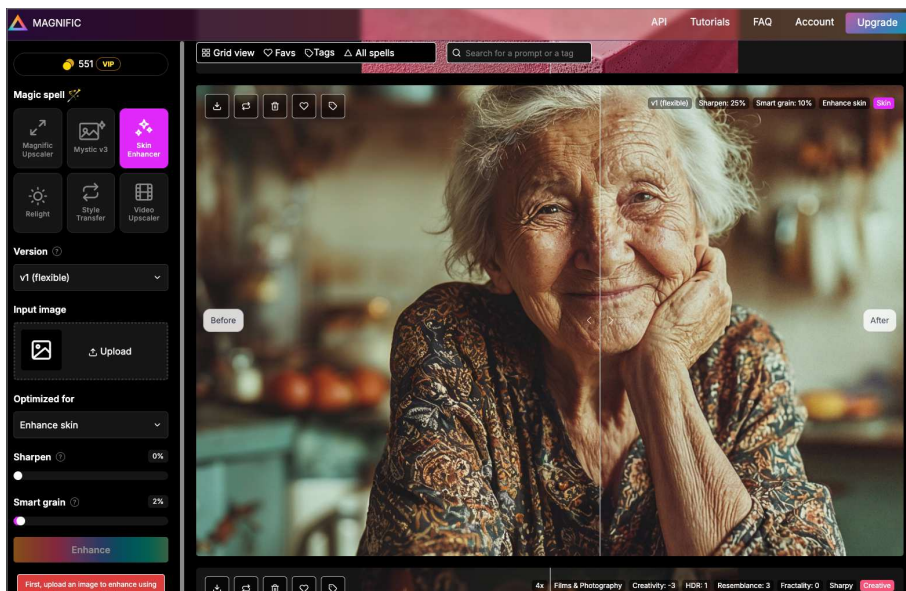 MAGNIFIC
API Tutorials FAQ Account Upgrade
551 VIP
Magic spell
Magnific Upscaler
Mystic v3
Skin Enhancer
Relight
Style Transfer
Video Upscaler
Version
v1 (flexible)
Input image
Upload
Optimized for
Enhance skin
Sharpen 0%
Smart grain 2%
Enhance
First, upload an image to enhance using
Grid view Favs Tags All spells
Search for a prompt or a tag
v1 (flexible) Sharpen: 25% Smart grain: 10% Enhance skin Skin
Before
After
4x Films & Photography Creativity: -3 HDR: 1 Resemblance: 3 Fractality: 0 Sharpy Creative